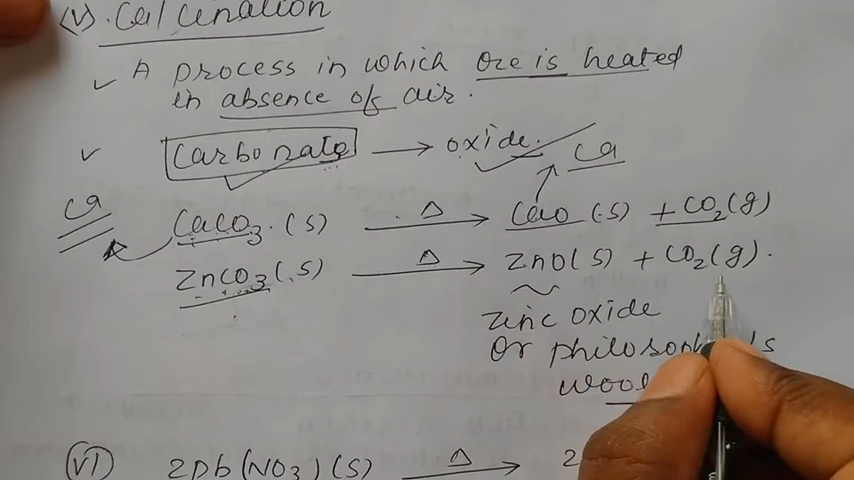 (V). Calcination
A process in which ore is heated
in absence of air.
Carbonate → oxide.
Ca
Ca
CaCO3.(s) Δ→ CaO(s) + CO2(g)
ZnCO3(s) Δ→ ZnO(s) + CO2(g).
Zinc oxide
Or
wool
(VI) 2Pb(NO3)(s) Δ→ 2